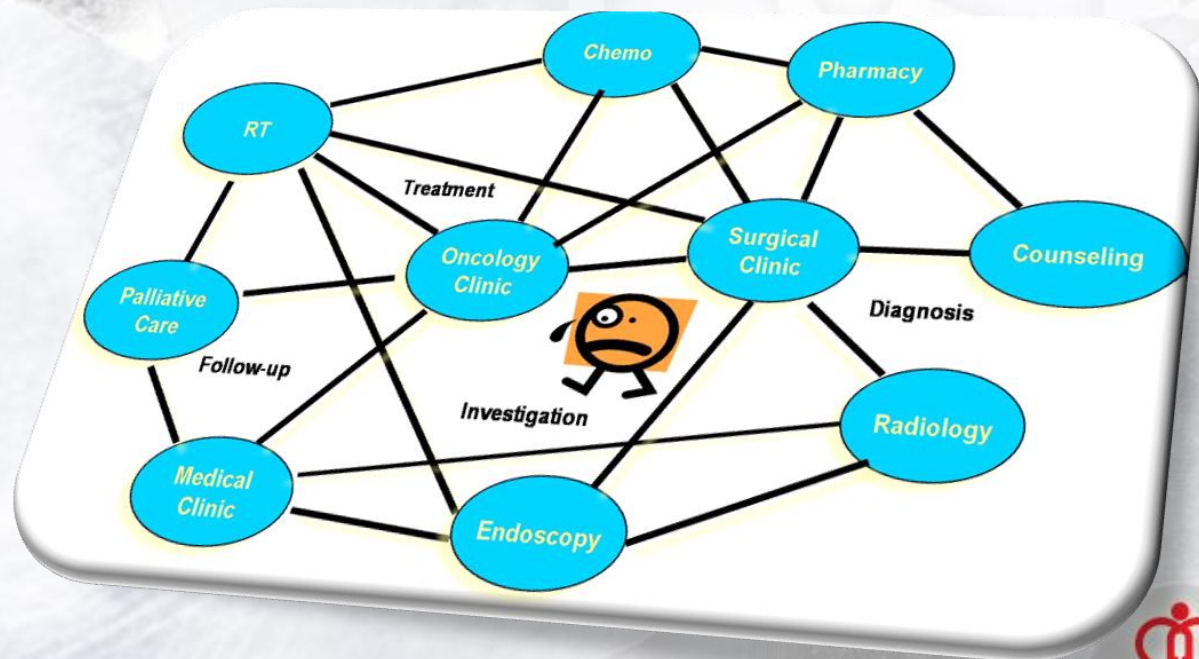 Chemo
Pharmacy
RT
Treatment
Oncology
Clinic
Surgical
Clinic
Counseling
Palliative
Care
Diagnosis
Follow-up
Investigation
Radiology
Medical
Clinic
Endoscopy